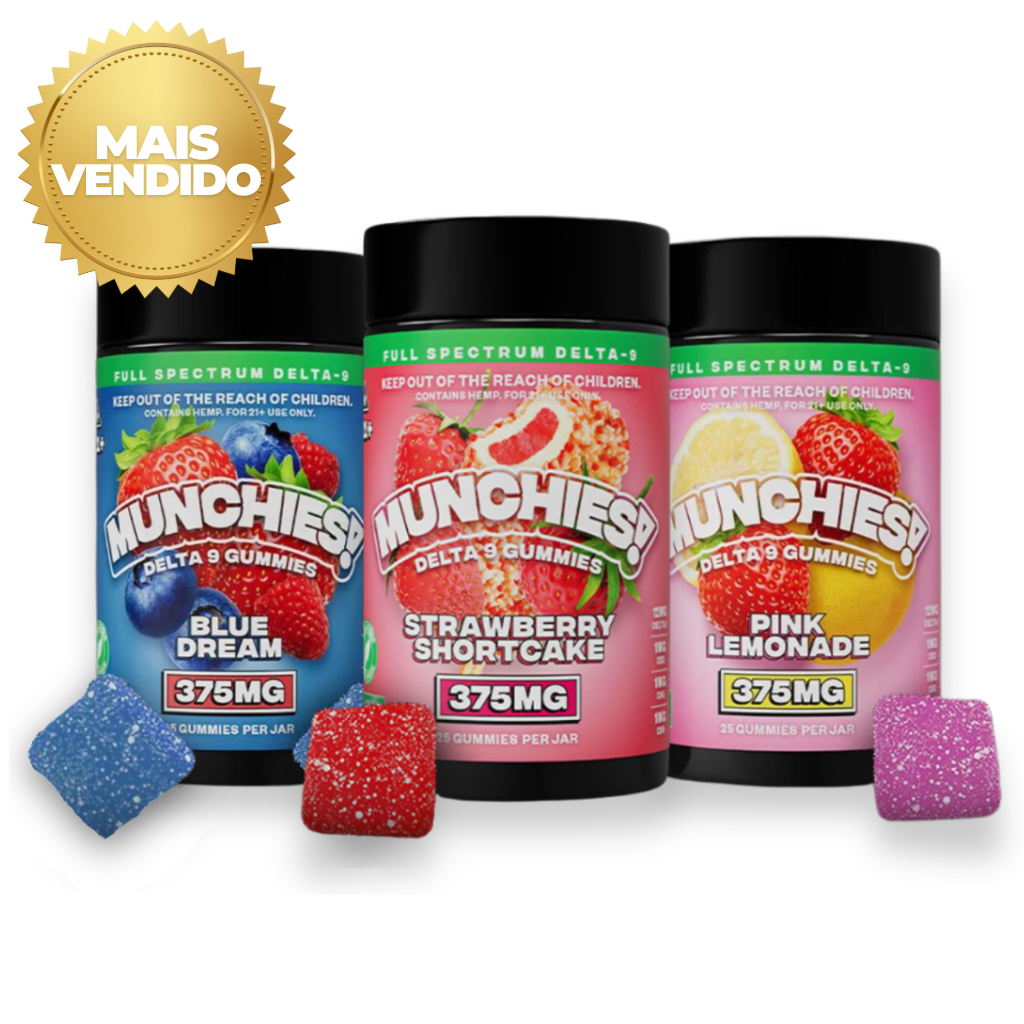 MAIS
VENDIDO
FULL SPECTRUM DELTA-9
KEEP OUT OF THE REACH OF CHILDREN.
CONTAINS HEMP. FOR 21+ USE ONLY.
MUNCHIES!
DELTA 9 GUMMIES
BLUE
DREAM
375MG
25 GUMMIES PER JAR
FULL SPECTRUM DELTA-9
KEEP OUT OF THE REACH OF CHILDREN.
CONTAINS HEMP. FOR 21+ USE ONLY.
MUNCHIES!
DELTA 9 GUMMIES
STRAWBERRY
SHORTCAKE
375MG
25 GUMMIES PER JAR
FULL SPECTRUM DELTA-9
KEEP OUT OF THE REACH OF CHILDREN.
CONTAINS HEMP. FOR 21+ USE ONLY.
MUNCHIES!
DELTA 9 GUMMIES
PINK
LEMONADE
375MG
25 GUMMIES PER JAR